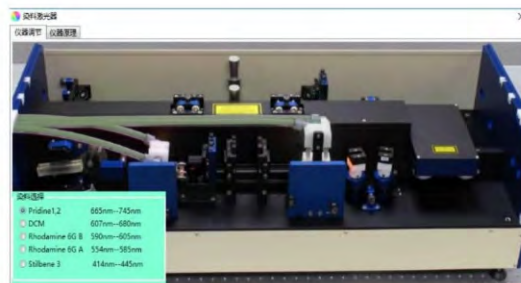 染料激光器
仪器调节 仪器原理
染料选择
Pridine1,2 665nm--745nm
DCM 607nm--680nm
Rhodamine 6G B 590nm--605nm
Rhodamine 6G A 554nm--585nm
Stilbene 3 414nm--445nm